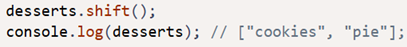 desserts.shift();
console.log(desserts); // ["cookies", "pie"];